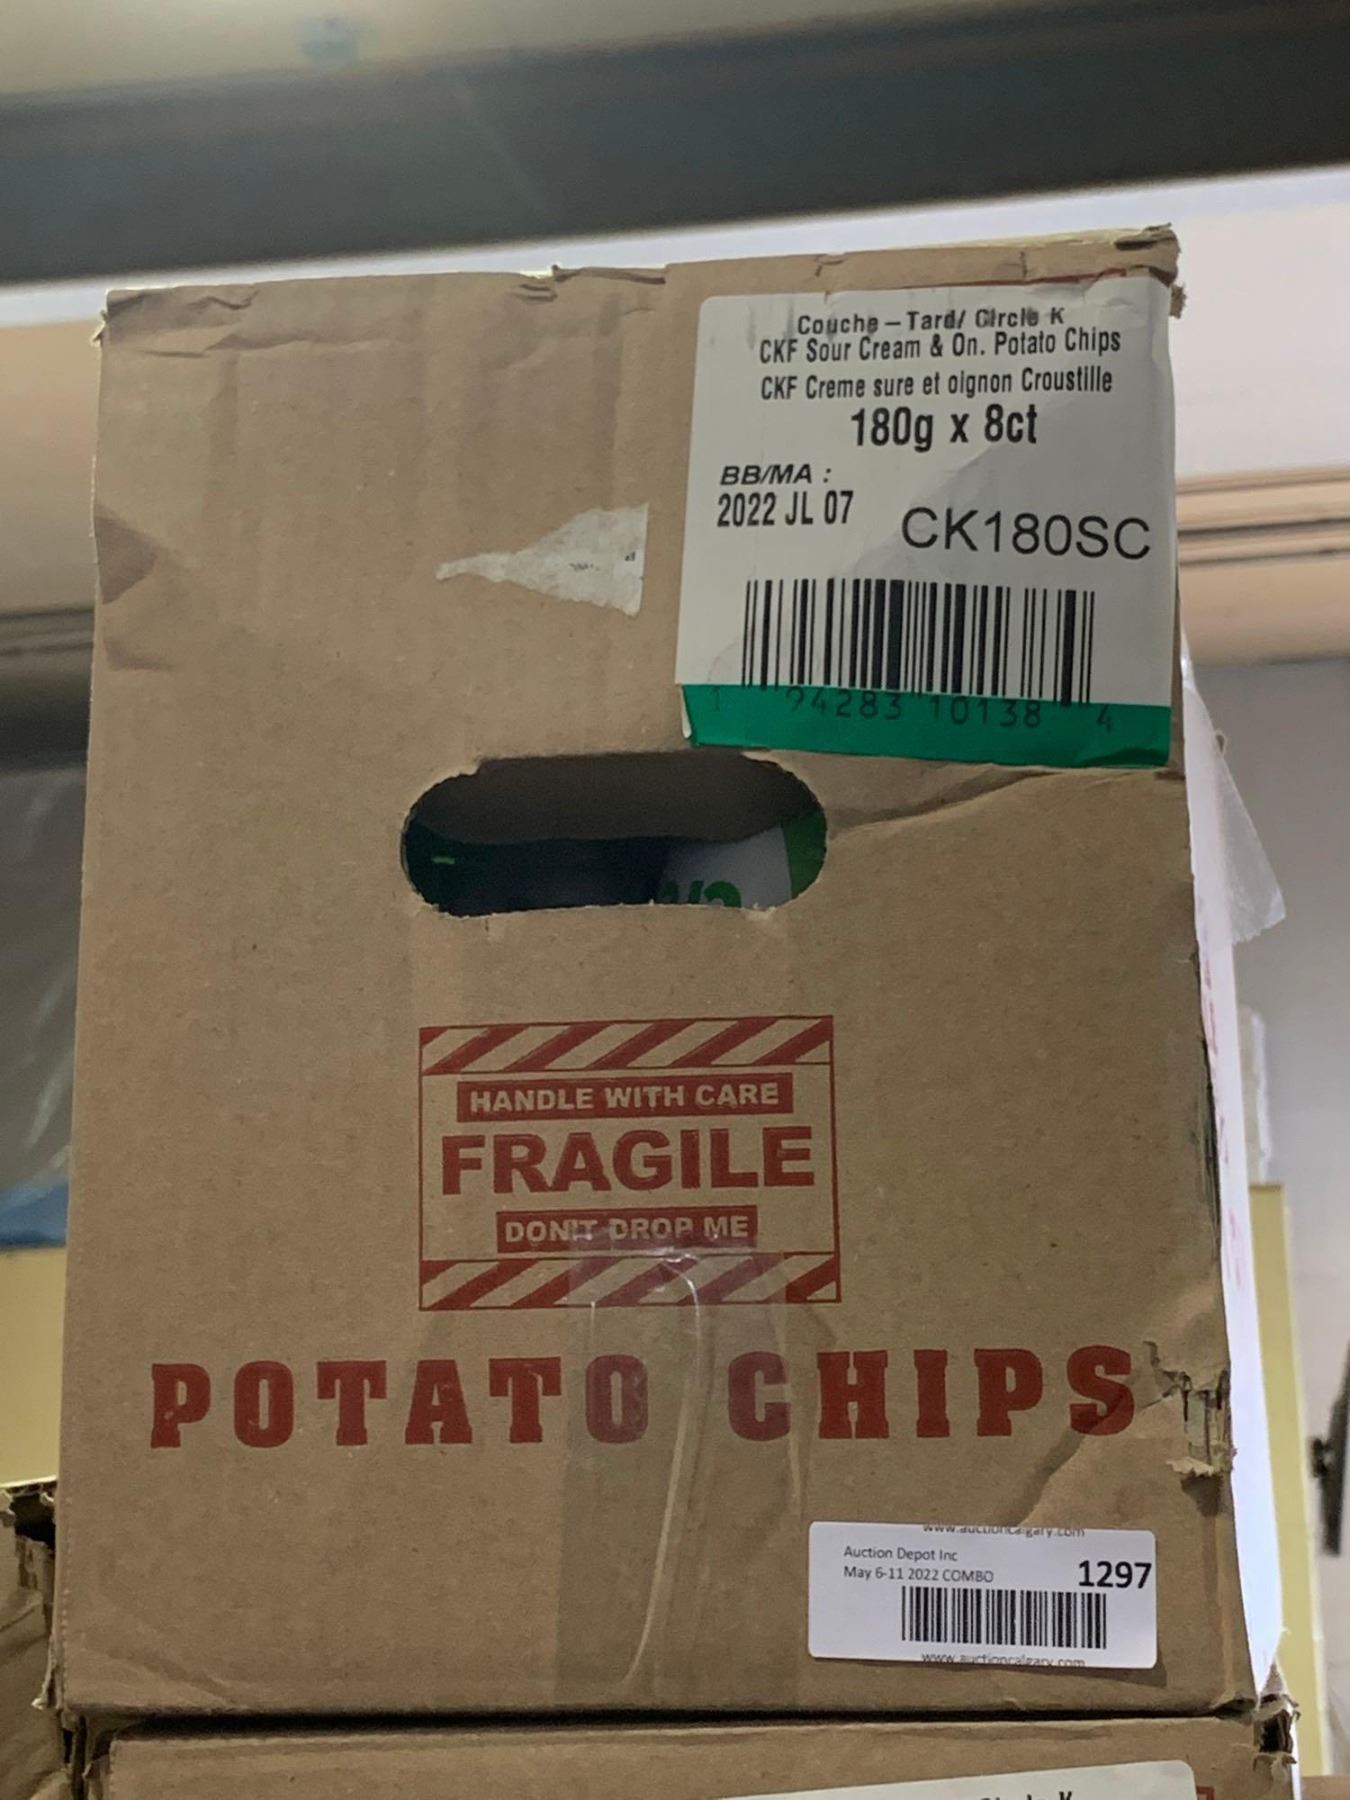 Couche – Tard/ Circle K
CKF Sour Cream & On. Potato Chips
CKF Creme sure et oignon Croustille
180g x 8ct
BB/MA :
2022 JL 07
CK180SC
1 94283 10138 4
HANDLE WITH CARE
FRAGILE
DON'T DROP ME
POTATO CHIPS
www.auctioncalgary.com
Auction Depot Inc
May 6-11 2022 COMBO
1297
www.auctioncalgary.com